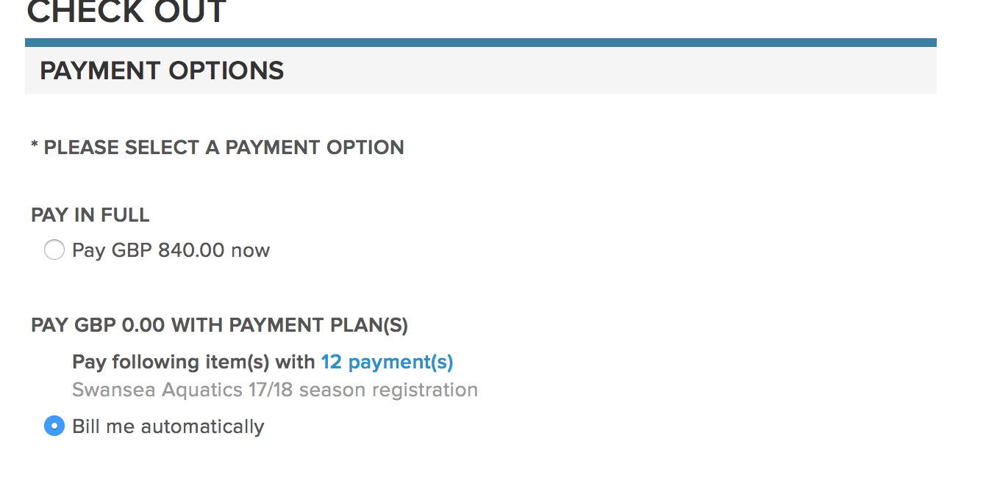 CHECK OUT
PAYMENT OPTIONS
* PLEASE SELECT A PAYMENT OPTION
PAY IN FULL
Pay GBP 840.00 now
PAY GBP 0.00 WITH PAYMENT PLAN(S)
Pay following item(s) with 12 payment(s)
Swansea Aquatics 17/18 season registration
Bill me automatically